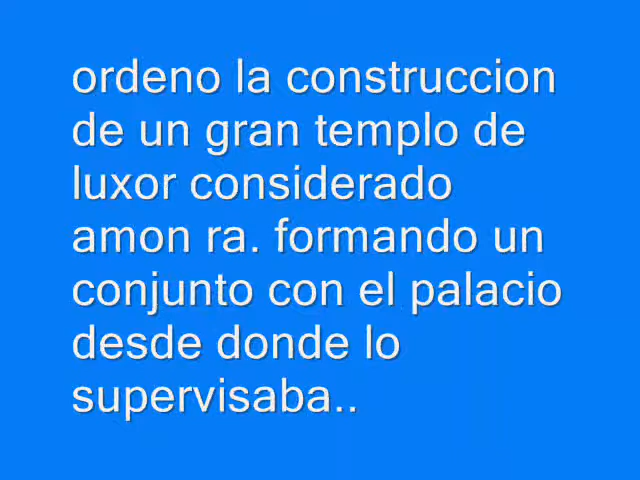 ordeno la construccion
de un gran templo de
luxor considerado
amon ra. formando un
conjunto con el palacio
desde donde lo
supervisaba..